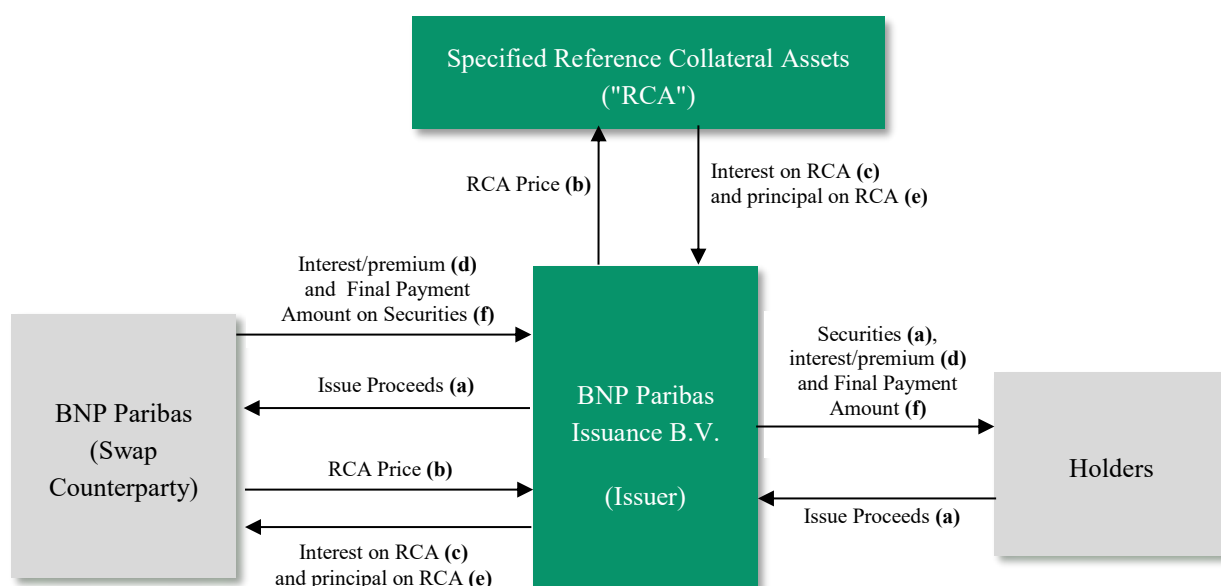 Specified Reference Collateral Assets
("RCA")
RCA Price (b)
Interest on RCA (c)
and principal on RCA (e)
Interest/premium (d)
and Final Payment
Amount on Securities (f)
Issue Proceeds (a)
RCA Price (b)
Interest on RCA (c)
and principal on RCA (e)
BNP Paribas
(Swap
Counterparty)
BNP Paribas
Issuance B.V.
(Issuer)
Securities (a),
interest/premium (d)
and Final Payment
Amount (f)
Issue Proceeds (a)
Holders